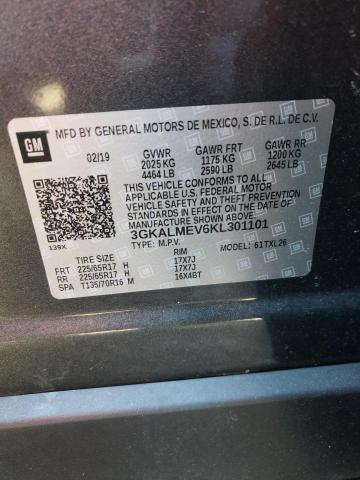 GM
MFD BY GENERAL MOTORS DE MEXICO, S. DE R.L. DE C.V.
02/19 GVWR GAWR FRT GAWR RR
2025 KG 1175 KG 1200 KG
4464 LB 2590 LB 2645 LB
THIS VEHICLE CONFORMS TO ALL
APPLICABLE U.S. FEDERAL MOTOR
VEHICLE SAFETY AND THEFT
PREVENTION STANDARDS IN
EFFECT ON THE DATE OF
MANUFACTURE SHOWN ABOVE.
3GKALMEV6KL301101
139X TYPE: M.P.V. MODEL: 61TXL26
TIRE SIZE RIM
FRT 225/65R17 H 17X7J
RR 225/65R17 H 17X7J
SPA T135/70R16 M 16X4BT